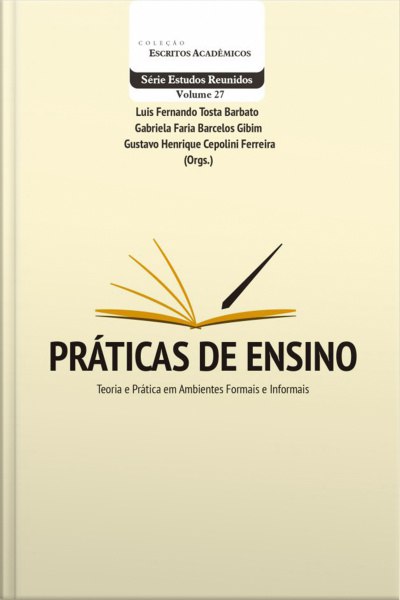 COLEÇÃO
ESCRITOS ACADÊMICOS
Série Estudos Reunidos
Volume 27
Luis Fernando Tosta Barbato
Gabriela Faria Barcelos Gibim
Gustavo Henrique Cepolini Ferreira
(Orgs.)
PRÁTICAS DE ENSINO
Teoria e Prática em Ambientes Formais e Informais